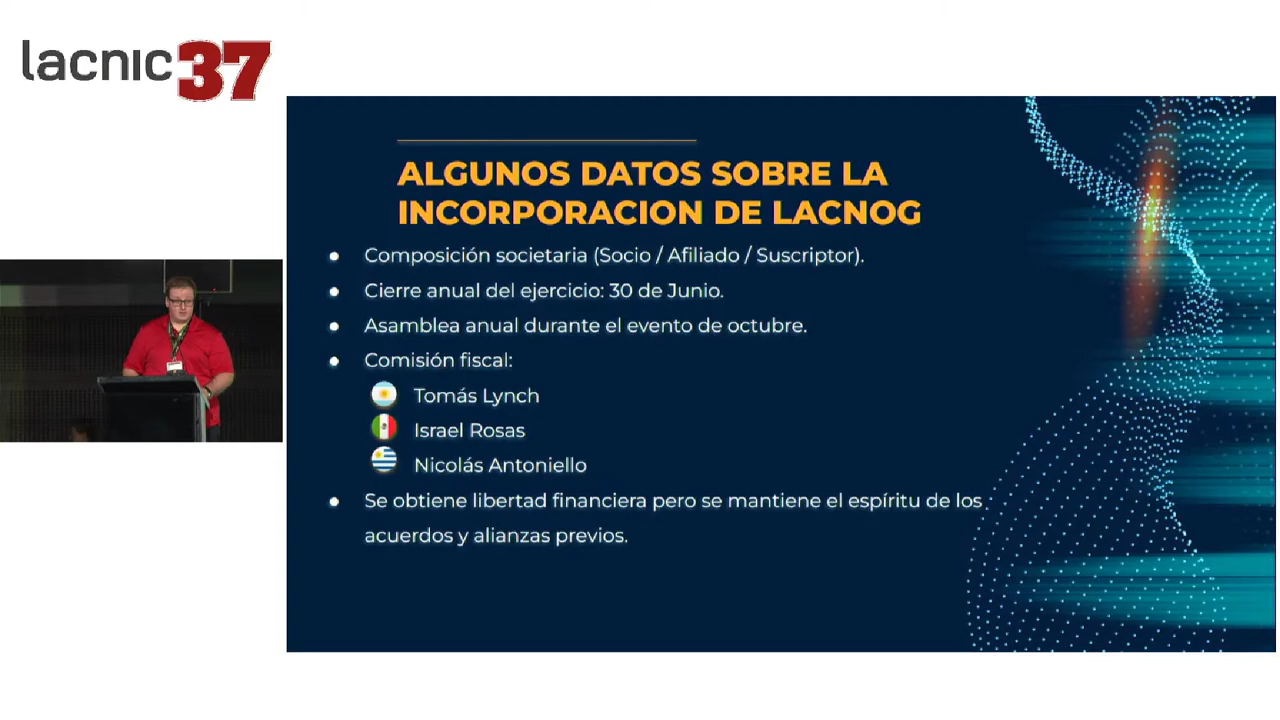 lacnic 37
ALGUNOS DATOS SOBRE LA
INCORPORACION DE LACNOG
Composición societaria (Socio / Afiliado / Suscriptor).
Cierre anual del ejercicio: 30 de Junio.
Asamblea anual durante el evento de octubre.
Comisión fiscal:
Tomás Lynch
Israel Rosas
Nicolás Antoniello
Se obtiene libertad financiera pero se mantiene el espíritu de los
acuerdos y alianzas previos.